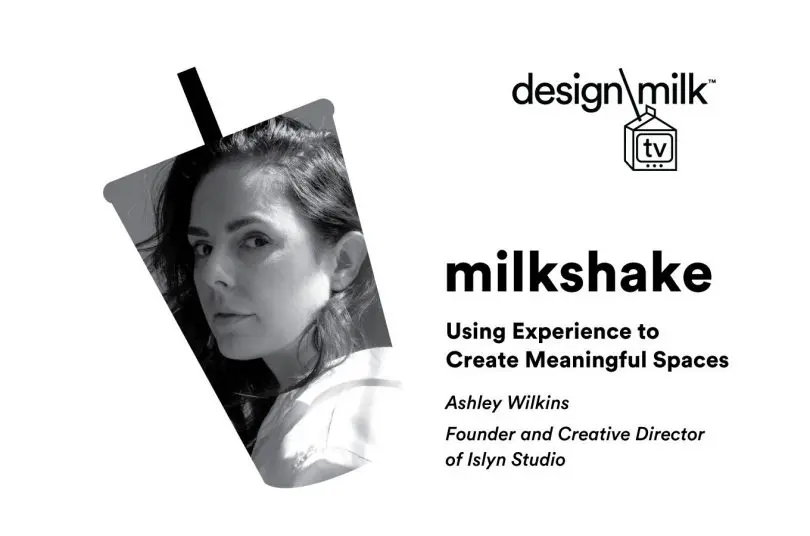 design\milk™
tv
milkshake
Using Experience to
Create Meaningful Spaces
Ashley Wilkins
Founder and Creative Director
of Islyn Studio